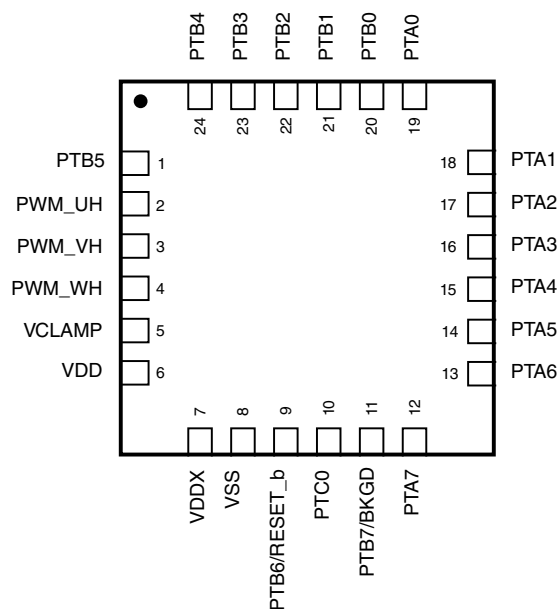 PTB4 PTB3 PTB2 PTB1 PTB0 PTA0
24 23 22 21 20 19
PTB5 1 18 PTA1
PWM_UH 2 17 PTA2
PWM_VH 3 16 PTA3
PWM_WH 4 15 PTA4
VCLAMP 5 14 PTA5
VDD 6 13 PTA6
7 8 9 10 11 12
VDDX VSS PTB6/RESET_b PTC0 PTB7/BKGD PTA7